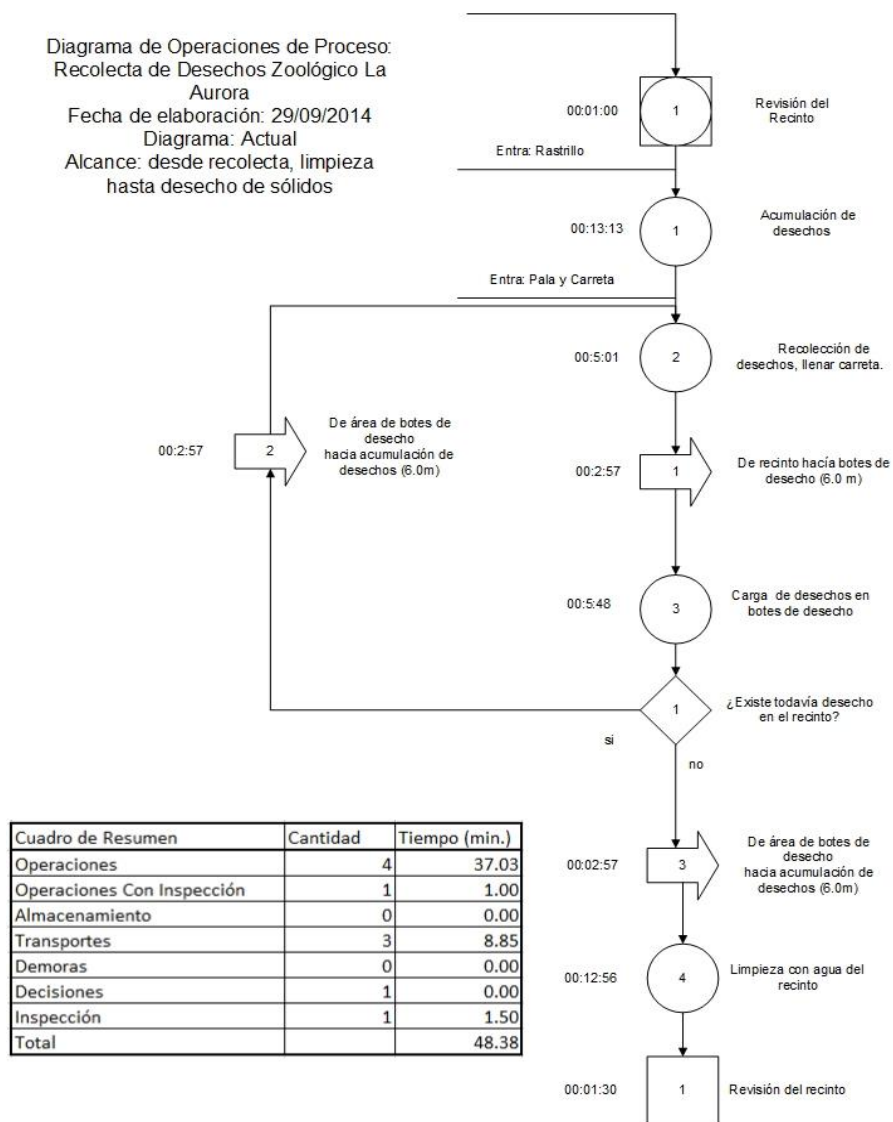 Diagrama de Operaciones de Proceso:
Recolecta de Desechos Zoológico La
Aurora
Fecha de elaboración: 29/09/2014
Diagrama: Actual
Alcance: desde recolecta, limpieza
hasta desecho de sólidos
00:01:00
1
Revisión del
Recinto
Entra: Rastrillo
00:13:13
1
Acumulación de
desechos
Entra: Pala y Carreta
00:5:01
2
Recolección de
desechos, llenar carreta.
00:2:57
2
De área de botes de
desecho
hacia acumulación de
desechos (6.0m)
00:2:57
1
De recinto hacía botes de
desecho (6.0 m)
00:5:48
3
Carga de desechos en
botes de desecho
1
¿Existe todavía desecho
en el recinto?
si
no
00:02:57
3
De área de botes de
desecho
hacia acumulación de
desechos (6.0m)
00:12:56
4
Limpieza con agua del
recinto
00:01:30
1
Revisión del recinto
Cuadro de Resumen Cantidad Tiempo (min.)
Operaciones 4 37.03
Operaciones Con Inspección 1 1.00
Almacenamiento 0 0.00
Transportes 3 8.85
Demoras 0 0.00
Decisiones 1 0.00
Inspección 1 1.50
Total 48.38